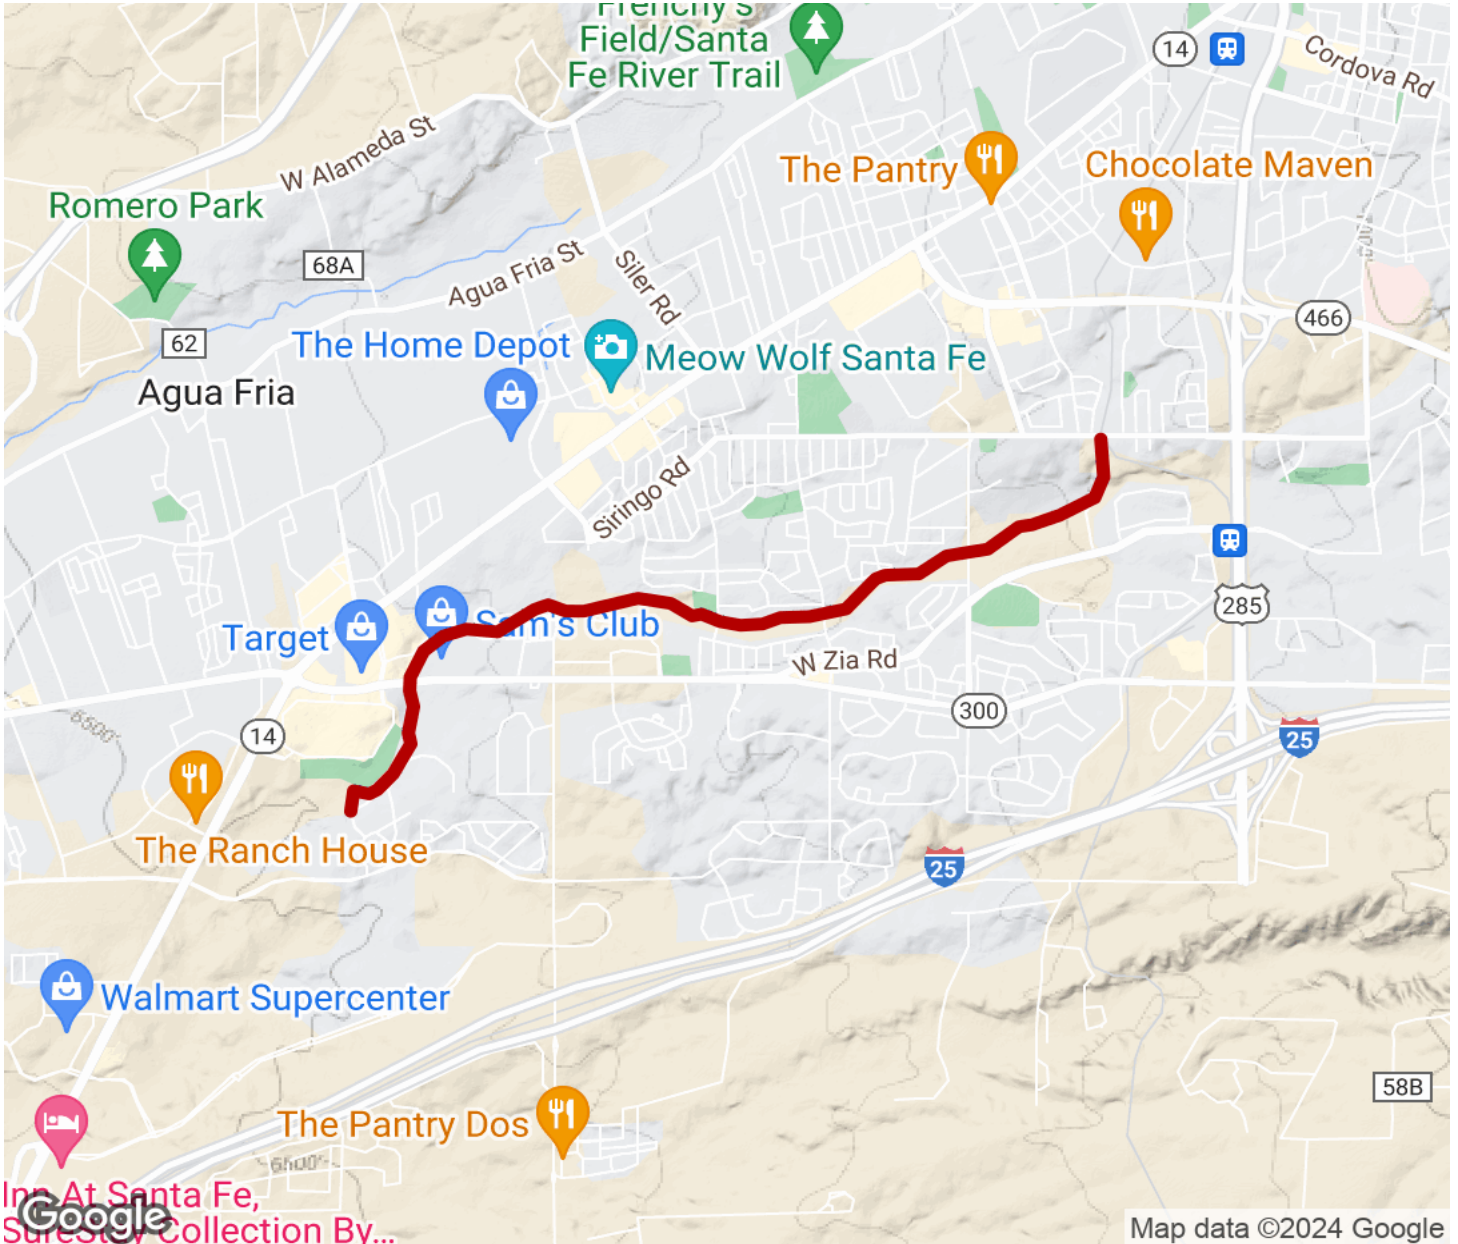 Frenchy's
Field/Santa
Fe River Trail
14
Cordova Rd
W Alameda St
The Pantry
Chocolate Maven
Romero Park
68A
Agua Fria St
Siler Rd
466
62
The Home Depot
Meow Wolf Santa Fe
Agua Fria
Siringo Rd
285
Target
Sam's Club
W Zia Rd
6500'
14
300
25
The Ranch House
25
Walmart Supercenter
58B
The Pantry Dos
6500'
Inn At Santa Fe,
SureStay Collection By...
Google
Map data ©2024 Google